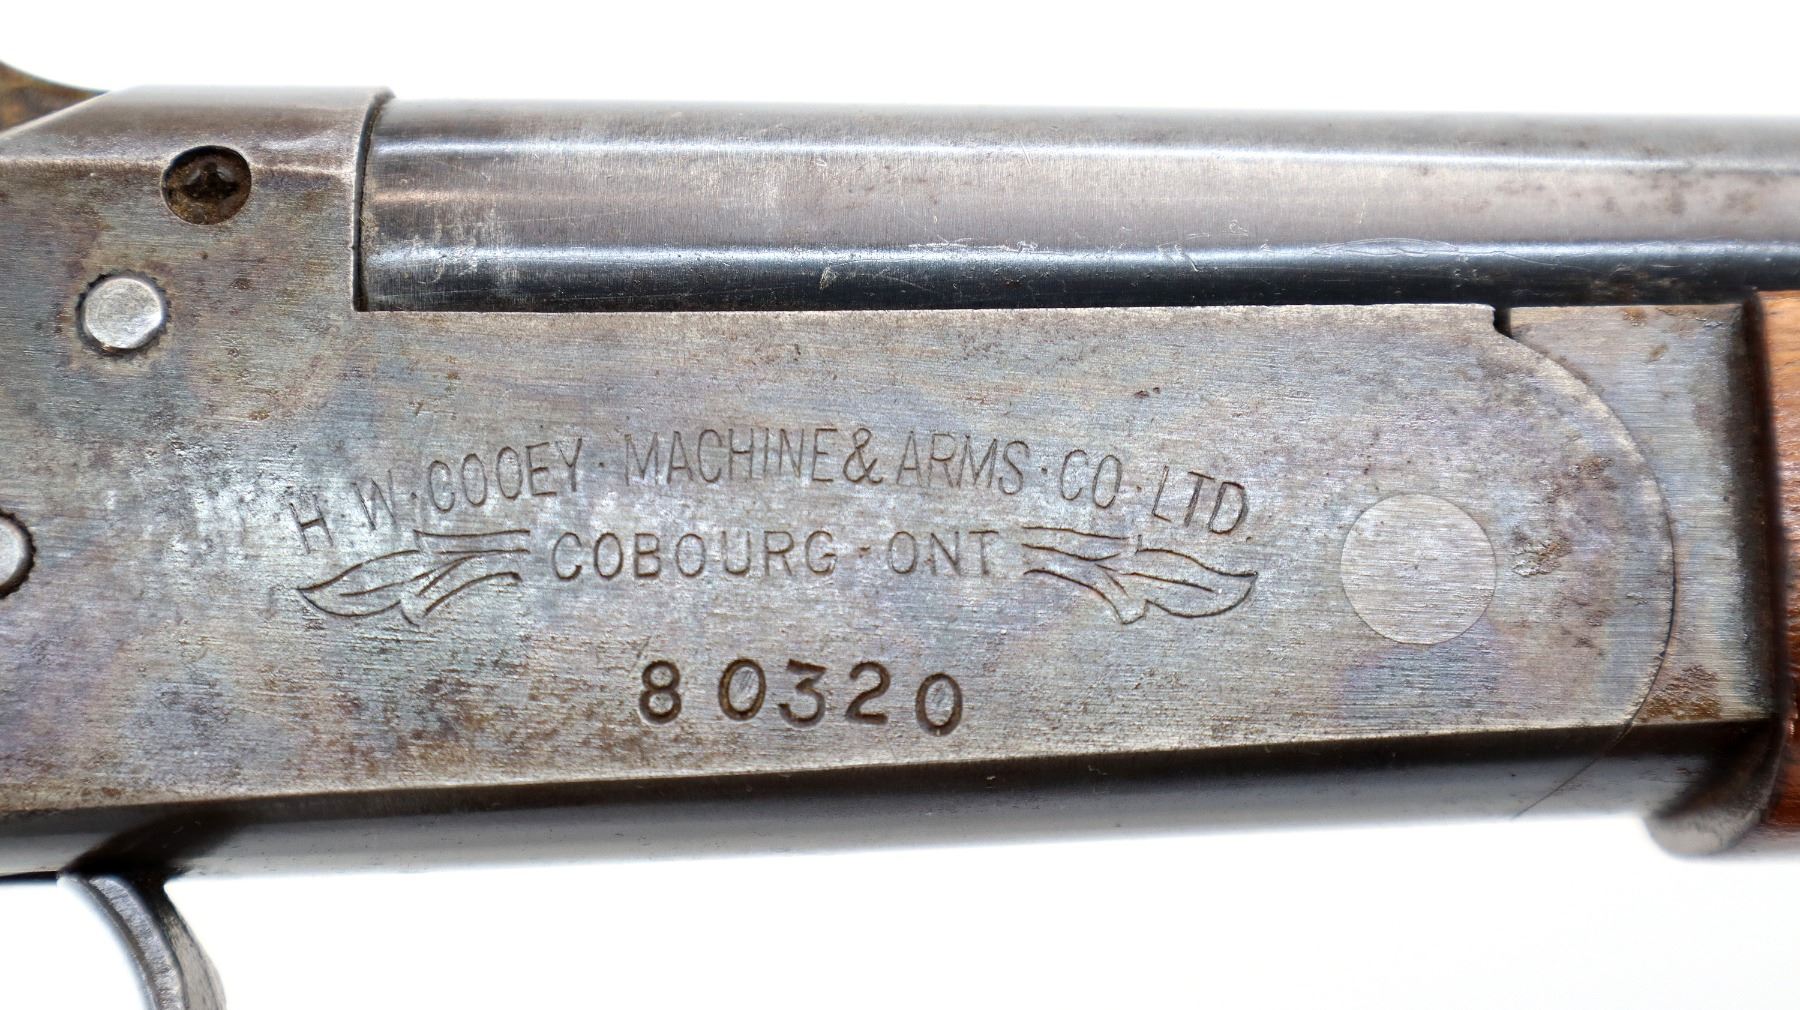 H·W·COOEY·MACHINE & ARMS·CO·LTD.
COBOURG·ONT
80320